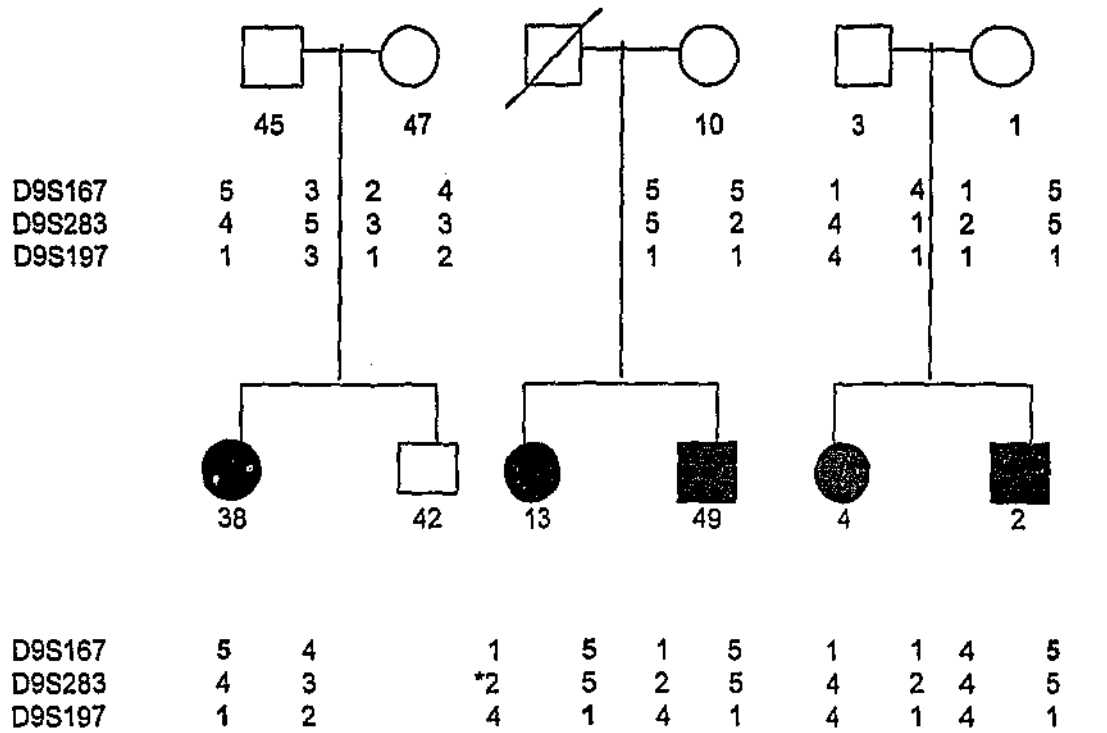 45 47 10 3 1
D9S167 5 3 2 4 5 5 1 4 1 5
D9S283 4 5 3 3 5 2 4 1 2 5
D9S197 1 3 1 2 1 1 4 1 1 1
38 42 13 49 4 2
D9S167 5 4 1 5 1 5 1 1 4 5
D9S283 4 3 *2 5 2 5 4 2 4 5
D9S197 1 2 4 1 4 1 4 1 4 1